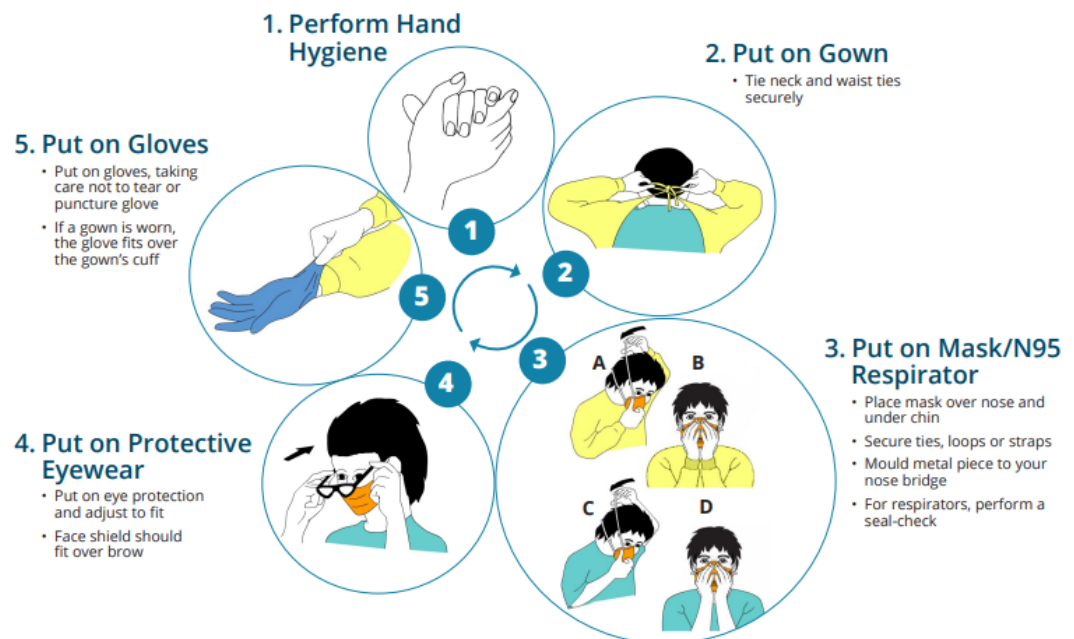 1. Perform Hand
Hygiene
1
2. Put on Gown
• Tie neck and waist ties
securely
2
3. Put on Mask/N95
Respirator
• Place mask over nose and
under chin
• Secure ties, loops or straps
• Mould metal piece to your
nose bridge
• For respirators, perform a
seal-check
3
A
B
C
D
4. Put on Protective
Eyewear
• Put on eye protection
and adjust to fit
• Face shield should
fit over brow
4
5. Put on Gloves
• Put on gloves, taking
care not to tear or
puncture glove
• If a gown is worn,
the glove fits over
the gown’s cuff
5